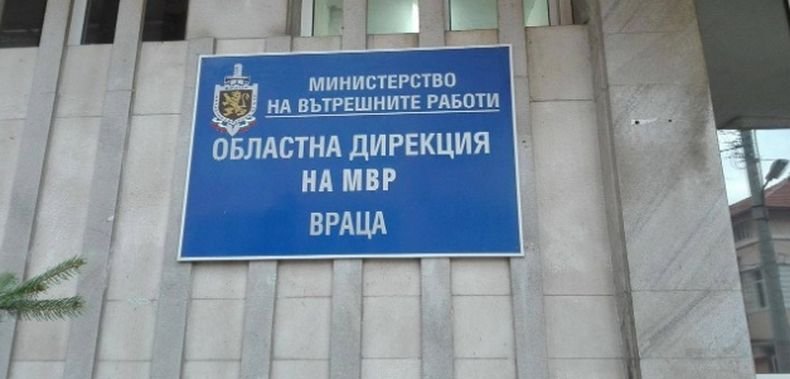 МИНИСТЕРСТВО
НА ВЪТРЕШНИТЕ РАБОТИ
ОБЛАСТНА ДИРЕКЦИЯ
НА МВР
ВРАЦА